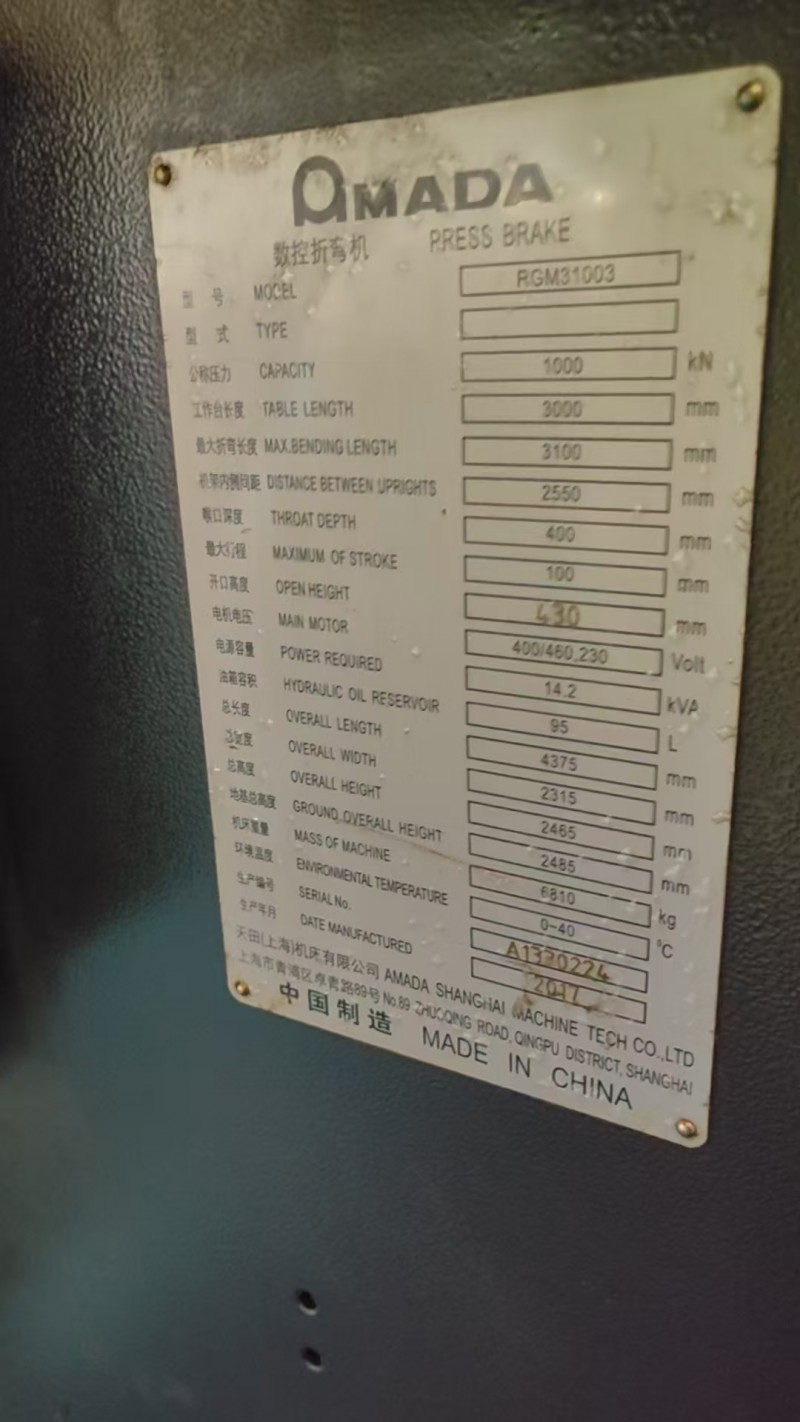 AMADA
数控折弯机 PRESS BRAKE
型号 MODEL RGM31003
型式 TYPE
公称压力 CAPACITY 1000 kN
工作台长度 TABLE LENGTH 3000 mm
最大折弯长度 MAX.BENDING LENGTH 3100 mm
机架内侧间距 DISTANCE BETWEEN UPRIGHTS 2550 mm
喉口深度 THROAT DEPTH 400 mm
最大行程 MAXIMUM OF STROKE 100 mm
开口高度 OPEN HEIGHT 430 mm
电机电压 MAIN MOTOR 400/460,230 Volt
电源容量 POWER REQUIRED 14.2 kVA
油箱容积 HYDRAULIC OIL RESERVOIR 95 L
总长度 OVERALL LENGTH 4375 mm
总宽度 OVERALL WIDTH 2315 mm
总高度 OVERALL HEIGHT 2465 mm
地基总高度 GROUND OVERALL HEIGHT 2485 mm
机床重量 MASS OF MACHINE 6810 kg
环境温度 ENVIRONMENTAL TEMPERATURE 0~40 °C
生产编号 SERIAL No. A1320224
生产年月 DATE MANUFACTURED 2017
天田(上海)机床有限公司 AMADA SHANGHAI MACHINE TECH CO.,LTD
上海市青浦区卓青路89号 No.89 ZHUOQING ROAD, QINGPU DISTRICT, SHANGHAI
中国制造 MADE IN CHINA